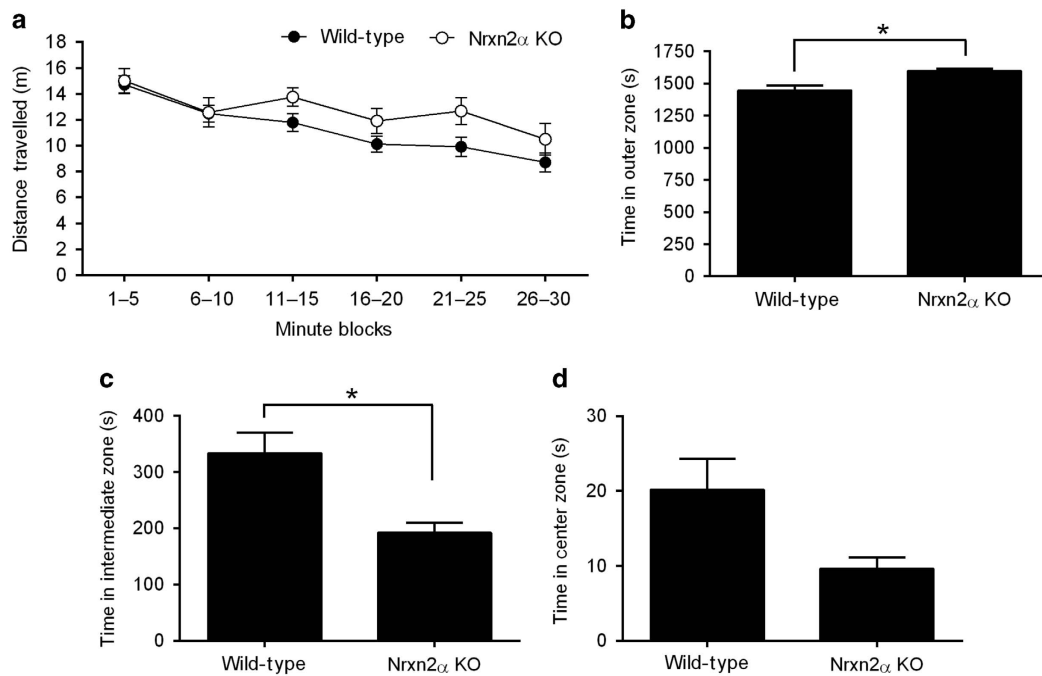 a
Wild-type Nrxn2α KO
Distance travelled (m)
18
16
14
12
10
8
6
4
2
0
1–5 6–10 11–15 16–20 21–25 26–30
Minute blocks
b
Time in outer zone (s)
1750
1500
1250
1000
750
500
250
0
*
Wild-type Nrxn2α KO
c
Time in intermediate zone (s)
400
300
200
100
0
*
Wild-type Nrxn2α KO
d
Time in center zone (s)
30
20
10
0
Wild-type Nrxn2α KO